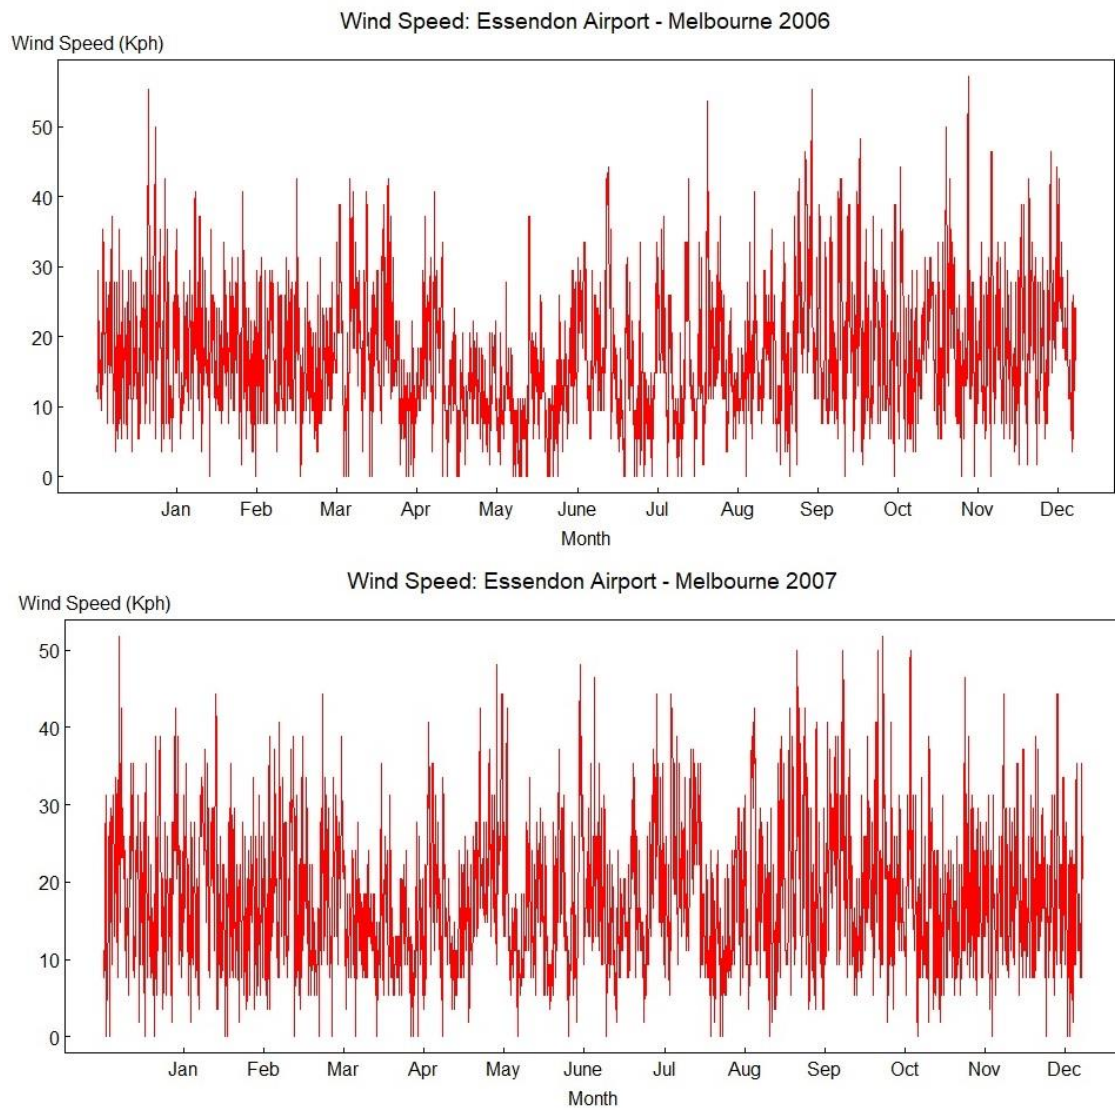 Wind Speed: Essendon Airport - Melbourne 2006
Wind Speed (Kph)
50
40
30
20
10
0
Jan Feb Mar Apr May June Jul Aug Sep Oct Nov Dec
Month
Wind Speed: Essendon Airport - Melbourne 2007
Wind Speed (Kph)
50
40
30
20
10
0
Jan Feb Mar Apr May June Jul Aug Sep Oct Nov Dec
Month